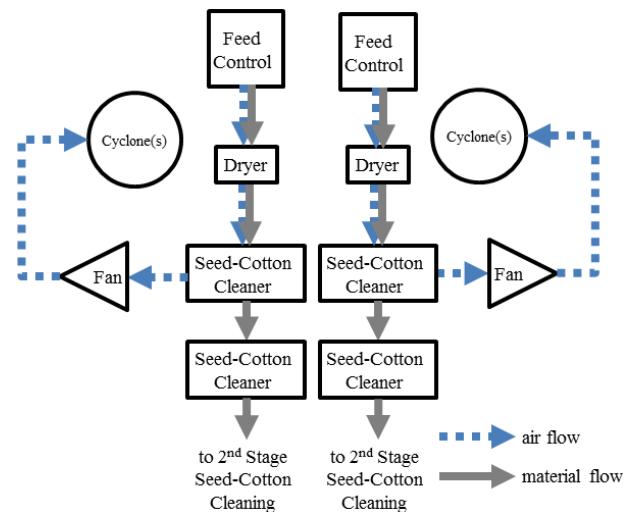 Feed
Control
Feed
Control
Cyclone(s)
Cyclone(s)
Dryer
Dryer
Fan
Seed-Cotton
Cleaner
Seed-Cotton
Cleaner
Fan
Seed-Cotton
Cleaner
Seed-Cotton
Cleaner
to 2nd Stage
Seed-Cotton
Cleaning
to 2nd Stage
Seed-Cotton
Cleaning
air flow
material flow